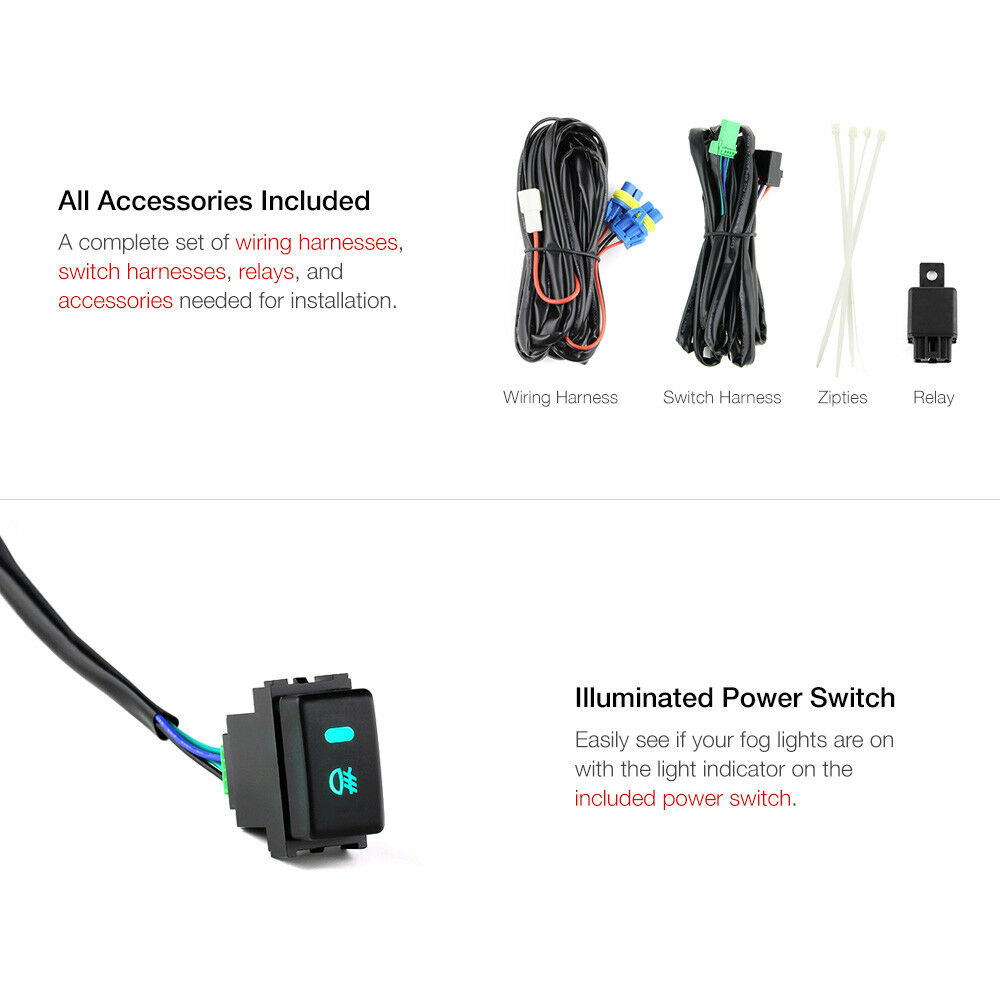 All Accessories Included
A complete set of wiring harnesses,
switch harnesses, relays, and
accessories needed for installation.
Wiring Harness
Switch Harness
Zipties
Relay
Illuminated Power Switch
Easily see if your fog lights are on
with the light indicator on the
included power switch.